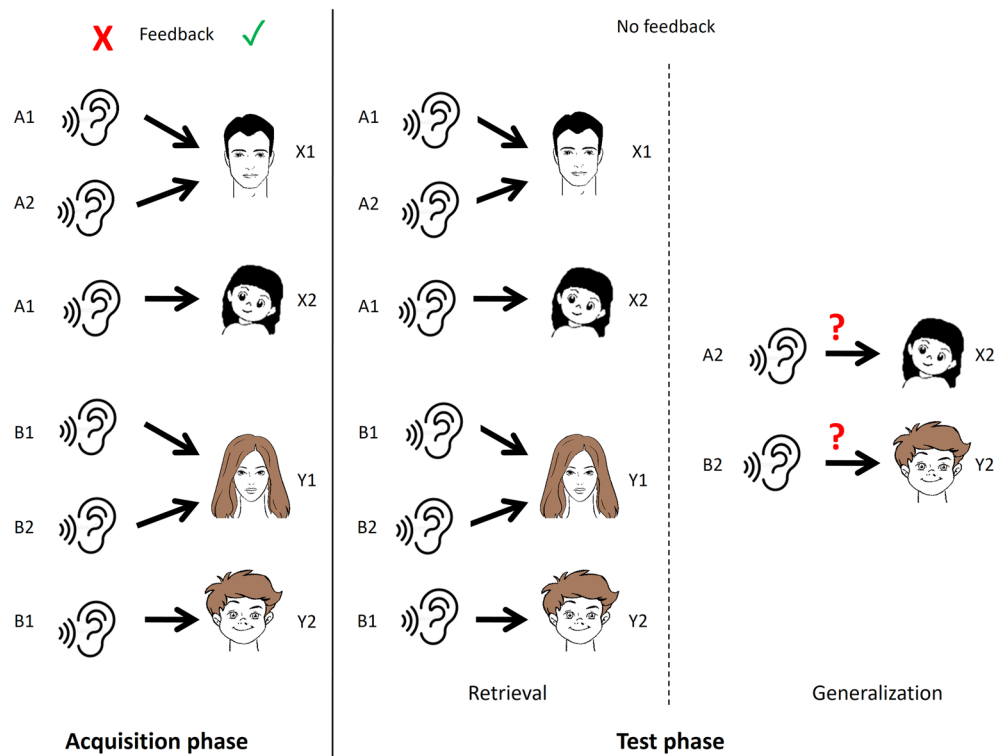 X Feedback ✓
No feedback
A1
X1
A2
A1
X2
B1
Y1
B2
B1
Y2
A1
X1
A2
A1
X2
B1
Y1
B2
B1
Y2
?
A2
X2
?
B2
Y2
Retrieval
Generalization
Acquisition phase
Test phase